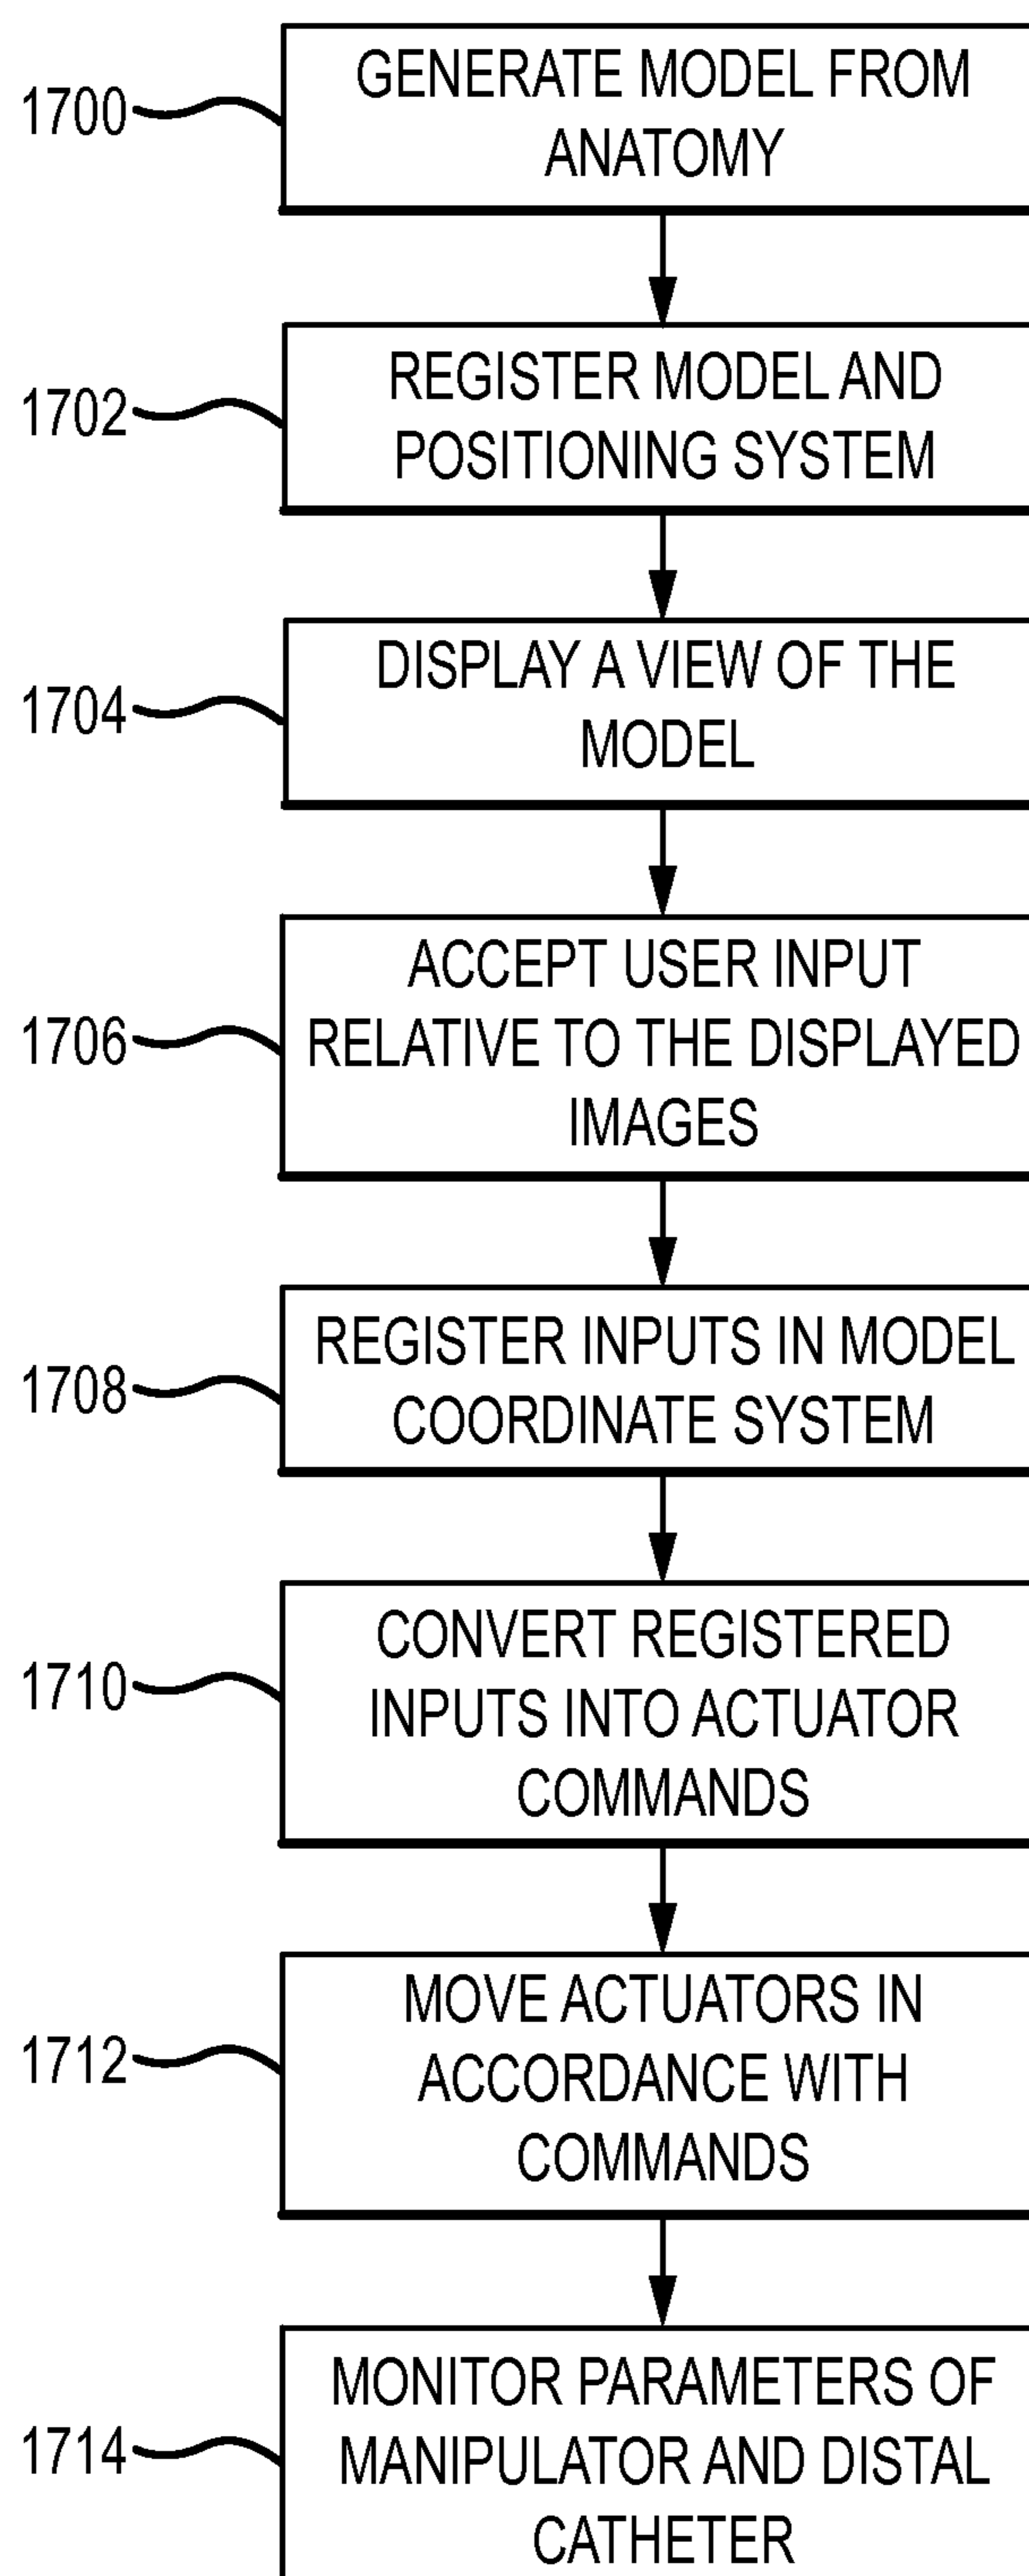 1700
GENERATE MODEL FROM
ANATOMY
1702
REGISTER MODEL AND
POSITIONING SYSTEM
1704
DISPLAY A VIEW OF THE
MODEL
1706
ACCEPT USER INPUT
RELATIVE TO THE DISPLAYED
IMAGES
1708
REGISTER INPUTS IN MODEL
COORDINATE SYSTEM
1710
CONVERT REGISTERED
INPUTS INTO ACTUATOR
COMMANDS
1712
MOVE ACTUATORS IN
ACCORDANCE WITH
COMMANDS
1714
MONITOR PARAMETERS OF
MANIPULATOR AND DISTAL
CATHETER